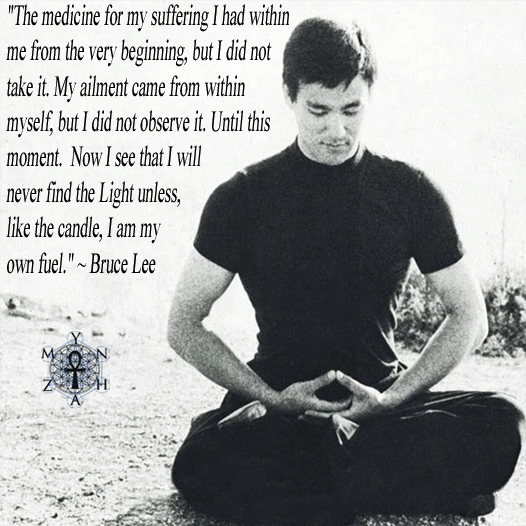 "The medicine for my suffering I had within
me from the very beginning, but I did not
take it. My ailment came from within
myself, but I did not observe it. Until this
moment.  Now I see that I will
never find the Light unless,
like the candle, I am my
own fuel." ~ Bruce Lee
Y
M N
Z H
A